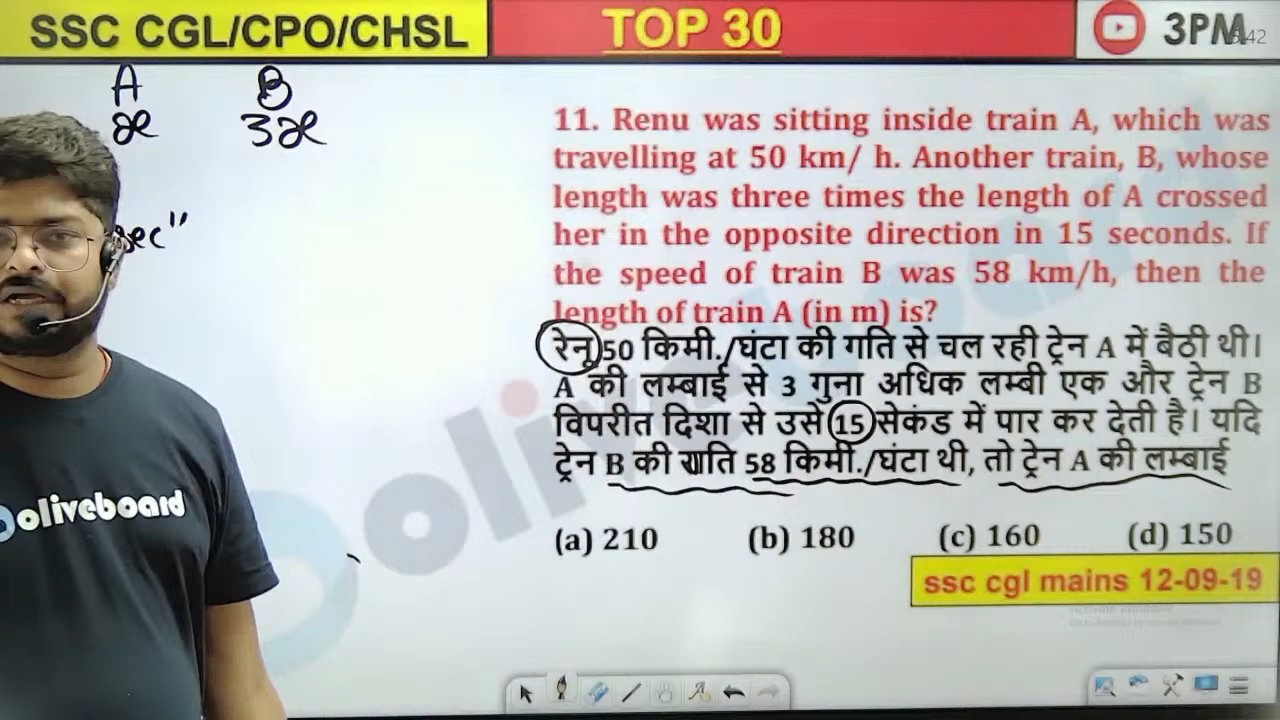 SSC CGL/CPO/CHSL
TOP 30
3PM
A B
x 3x
sec"
11. Renu was sitting inside train A, which was
travelling at 50 km/ h. Another train, B, whose
length was three times the length of A crossed
her in the opposite direction in 15 seconds. If
the speed of train B was 58 km/h, then the
length of train A (in m) is?
रेनू 50 किमी./घंटा की गति से चल रही ट्रेन A में बैठी थी।
A की लम्बाई से 3 गुना अधिक लम्बी एक और ट्रेन B
विपरीत दिशा से उसे 15 सेकंड में पार कर देती है। यदि
ट्रेन B की गति 58 किमी./घंटा थी, तो ट्रेन A की लम्बाई
(a) 210 (b) 180 (c) 160 (d) 150
ssc cgl mains 12-09-19
oliveboard
oliveboard